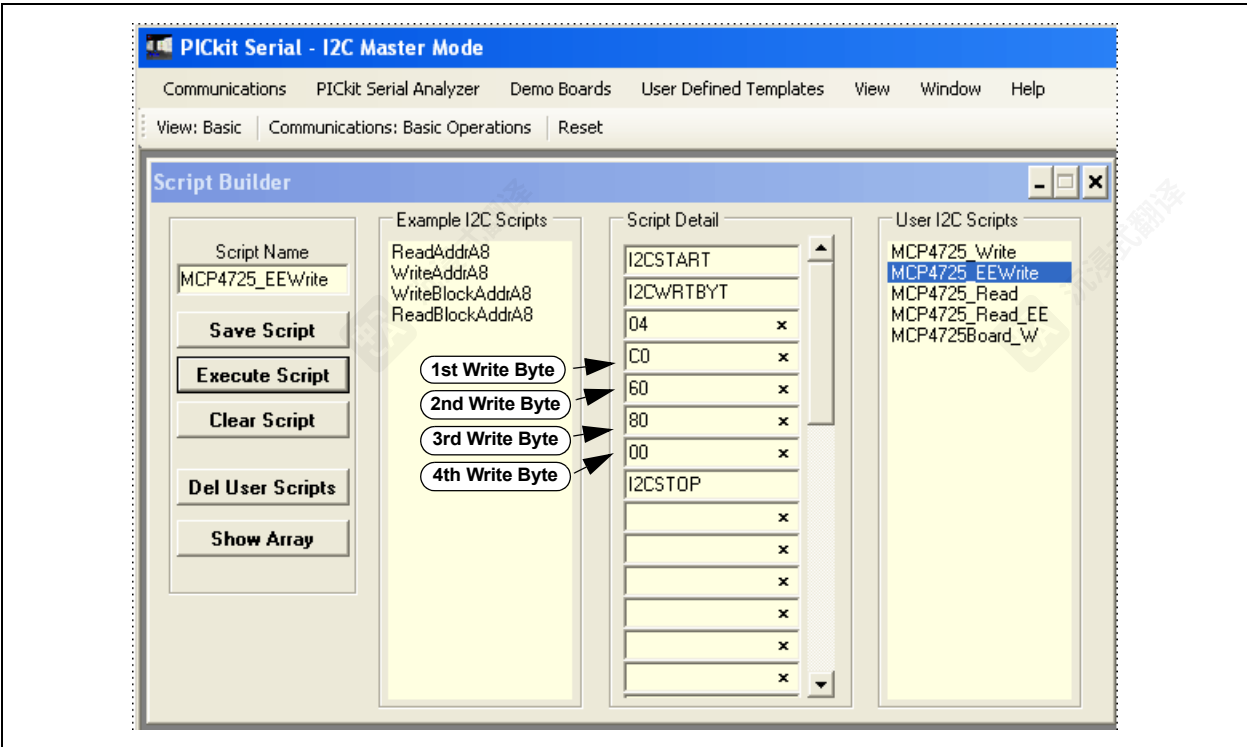 PICkit Serial - I2C Master Mode
Communications PICkit Serial Analyzer Demo Boards User Defined Templates View Window Help
View: Basic Communications: Basic Operations Reset
Script Builder
Script Name
MCP4725_EEWrite
Save Script
Execute Script
Clear Script
Del User Scripts
Show Array
Example I2C Scripts
ReadAddrA8
WriteAddrA8
WriteBlockAddrA8
ReadBlockAddrA8
1st Write Byte
2nd Write Byte
3rd Write Byte
4th Write Byte
Script Detail
I2CSTART
I2CWRTBYT
04 x
C0 x
60 x
80 x
00 x
I2CSTOP
x
x
x
x
x
x
User I2C Scripts
MCP4725_Write
MCP4725_EEWrite
MCP4725_Read
MCP4725_Read_EE
MCP4725Board_W